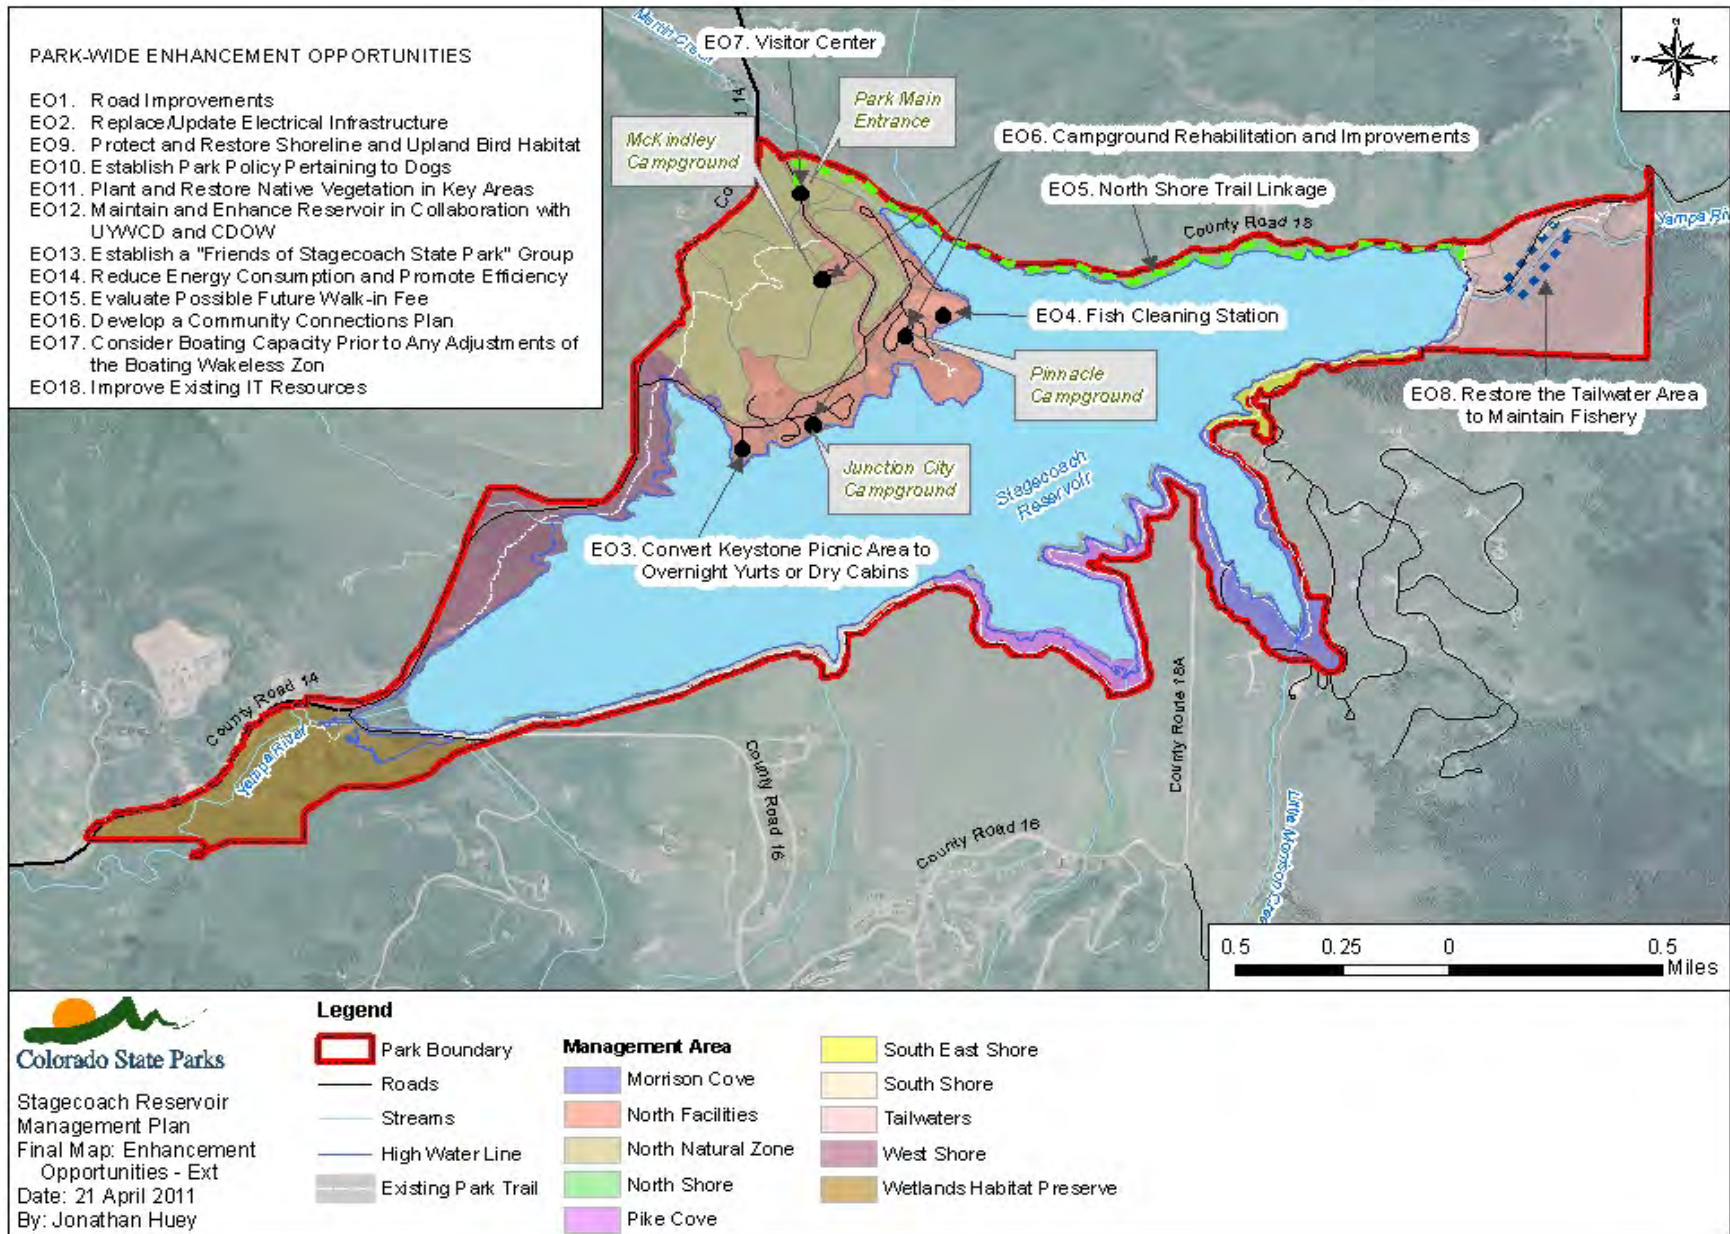 PARK-WIDE ENHANCEMENT OPPORTUNITIES
EO1. Road Improvements
EO2. Replace/Update Electrical Infrastructure
EO9. Protect and Restore Shoreline and Upland Bird Habitat
EO10. Establish Park Policy Pertaining to Dogs
EO11. Plant and Restore Native Vegetation in Key Areas
EO12. Maintain and Enhance Reservoir in Collaboration with
UYWCD and CDOW
EO13. Establish a "Friends of Stagecoach State Park" Group
EO14. Reduce Energy Consumption and Promote Efficiency
EO15. Evaluate Possible Future Walk-in Fee
EO16. Develop a Community Connections Plan
EO17. Consider Boating Capacity Prior to Any Adjustments of
the Boating Wakeless Zon
EO18. Improve Existing IT Resources
Martin Creek
EO7. Visitor Center
14
Park Main
Entrance
McKindley
Campground
EO6. Campground Rehabilitation and Improvements
EO5. North Shore Trail Linkage
County Road 18
Yampa Riv
EO4. Fish Cleaning Station
Pinnacle
Campground
EO8. Restore the Tailwater Area
to Maintain Fishery
Junction City
Campground
Stagecoach
Reservoir
EO3. Convert Keystone Picnic Area to
Overnight Yurts or Dry Cabins
County Road 14
Yampa River
County Road 16
County Road 16
County Route 18A
Little Morrison Cree
0.5 0.25 0 0.5
Miles
Colorado State Parks
Stagecoach Reservoir
Management Plan
Final Map: Enhancement
Opportunities - Ext
Date: 21 April 2011
By: Jonathan Huey
Legend
Park Boundary
Roads
Streams
High Water Line
Existing Park Trail
Management Area
Morrison Cove
North Facilities
North Natural Zone
North Shore
Pike Cove
South East Shore
South Shore
Tailwaters
West Shore
Wetlands Habitat Preserve